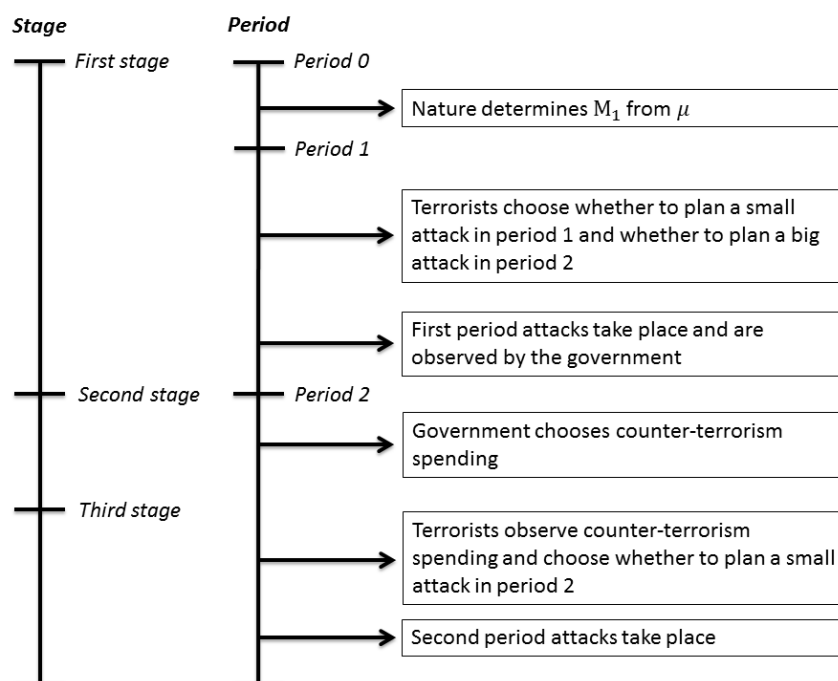 Stage
Period
First stage
Period 0
Nature determines M₁ from μ
Period 1
Terrorists choose whether to plan a small
attack in period 1 and whether to plan a big
attack in period 2
First period attacks take place and are
observed by the government
Second stage
Period 2
Government chooses counter-terrorism
spending
Third stage
Terrorists observe counter-terrorism
spending and choose whether to plan a small
attack in period 2
Second period attacks take place